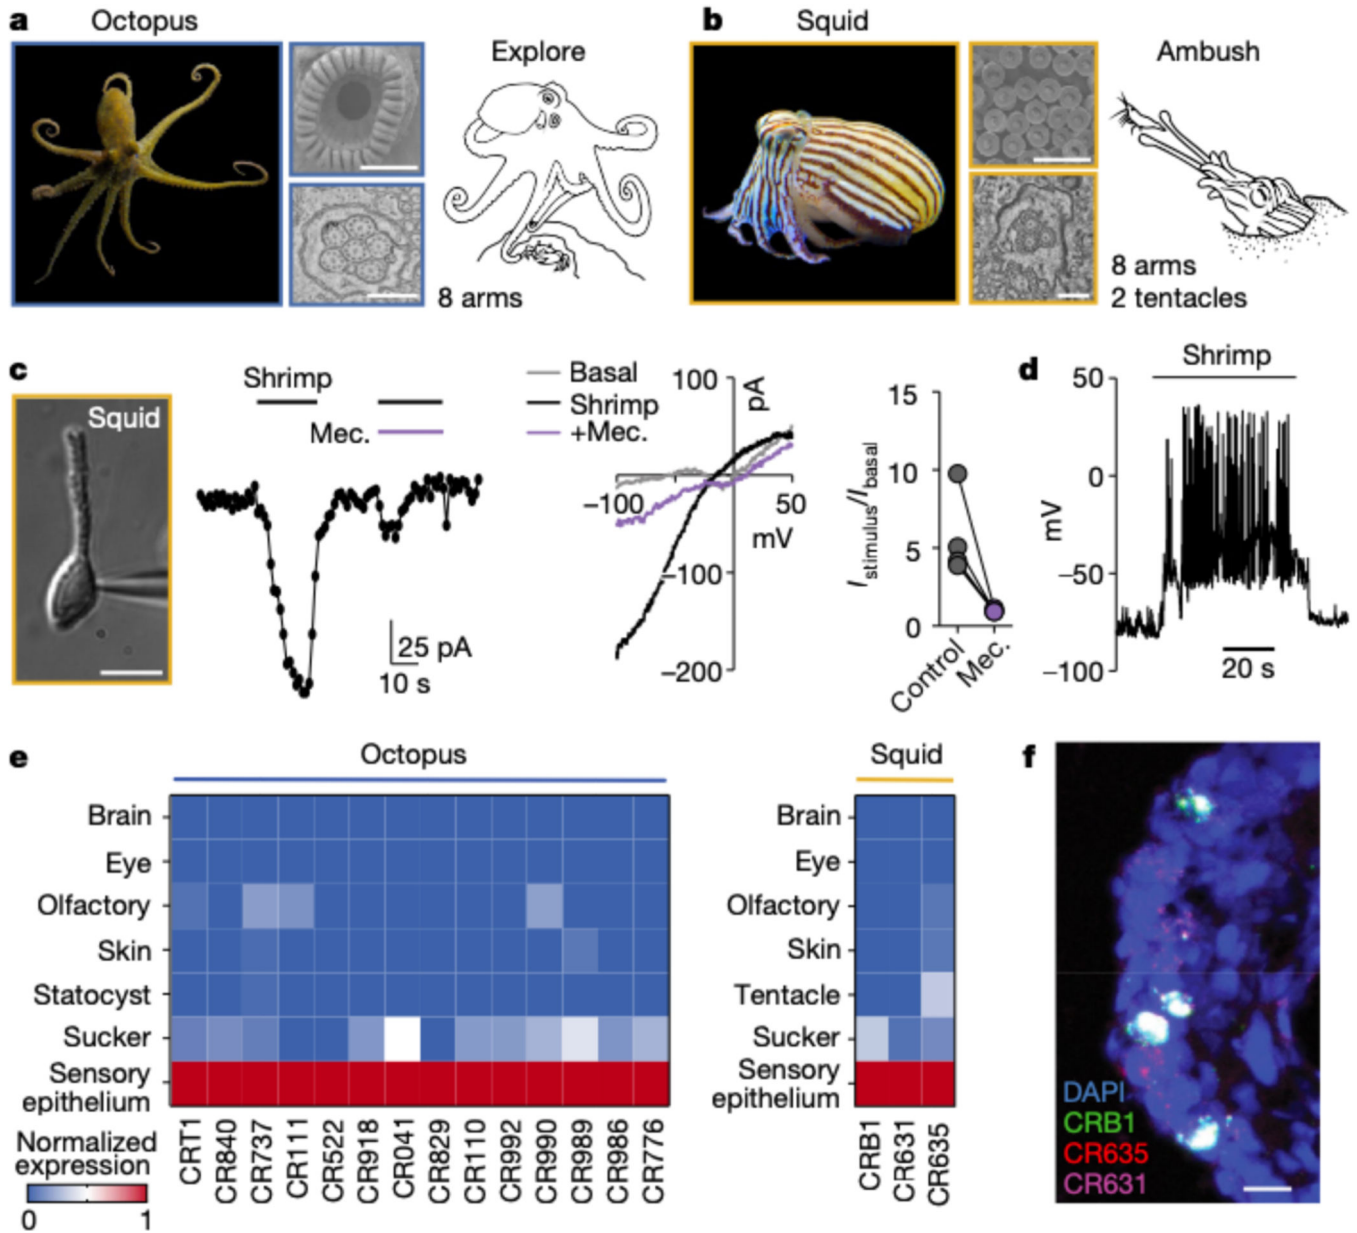 a
Octopus
Explore
8 arms
b
Squid
Ambush
8 arms
2 tentacles
c
Squid
Shrimp
Mec.
25 pA
10 s
Basal
Shrimp
+Mec.
100
pA
−100
50
mV
−100
−200
15
10
5
0
I stimulus/I basal
Control
Mec.
d
Shrimp
50
0
−50
−100
mV
20 s
e
Octopus
Brain
Eye
Olfactory
Skin
Statocyst
Sucker
Sensory
epithelium
CRT1
CR840
CR737
CR111
CR522
CR918
CR041
CR829
CR110
CR992
CR990
CR989
CR986
CR776
Normalized
expression
0
1
Squid
Brain
Eye
Olfactory
Skin
Tentacle
Sucker
Sensory
epithelium
CRB1
CR631
CR635
f
DAPI
CRB1
CR635
CR631